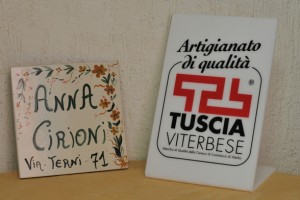 ANNA
CIRIONI
VIA TERNI 71
Artigianato
di qualità
TUSCIA
VITERBESE